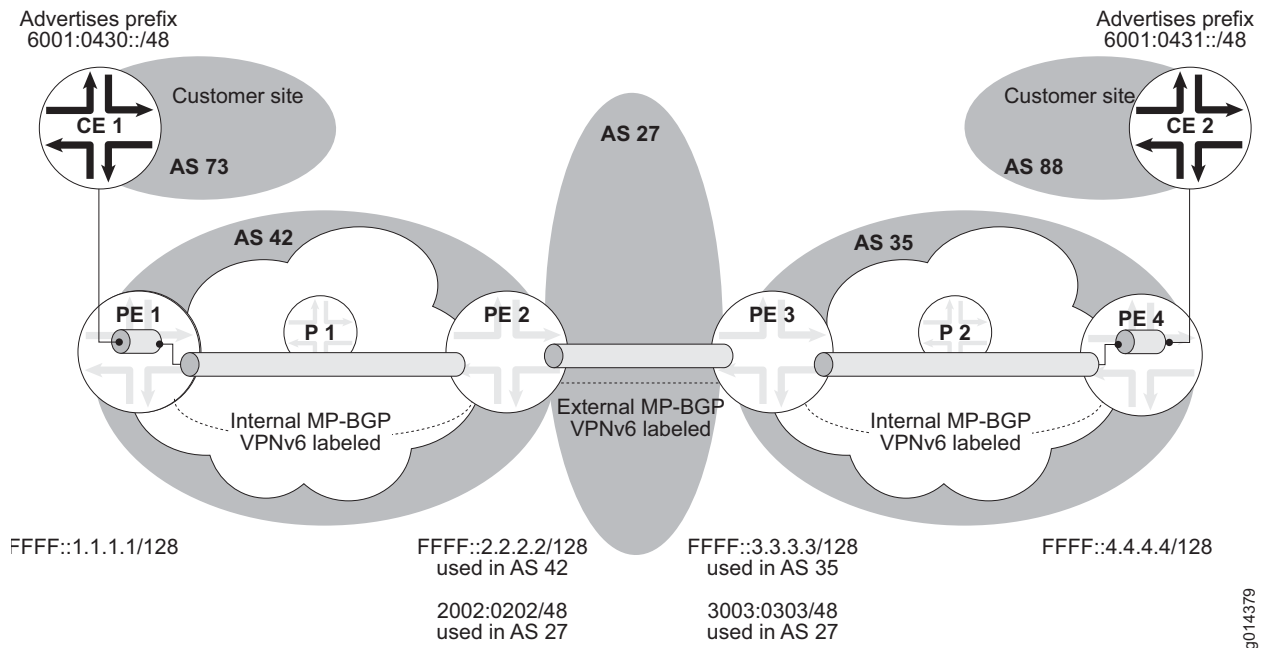 Advertises prefix
6001:0430::/48
Advertises prefix
6001:0431::/48
Customer site
CE 1
AS 73
AS 27
Customer site
CE 2
AS 88
AS 42
AS 35
PE 1
P 1
PE 2
PE 3
P 2
PE 4
Internal MP-BGP
VPNv6 labeled
External MP-BGP
VPNv6 labeled
Internal MP-BGP
VPNv6 labeled
FFFF::1.1.1.1/128
FFFF::2.2.2.2/128
used in AS 42
FFFF::3.3.3.3/128
used in AS 35
FFFF::4.4.4.4/128
2002:0202/48
used in AS 27
3003:0303/48
used in AS 27
g014379